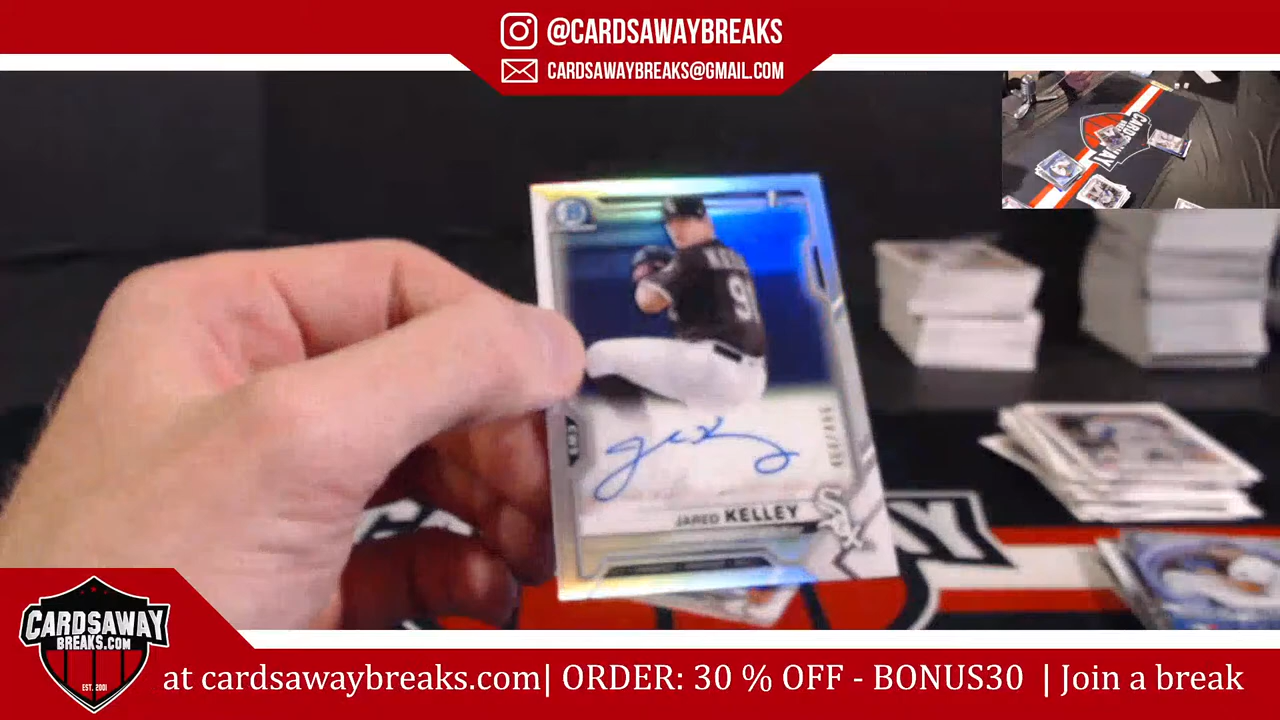 @CARDSAWAYBREAKS
CARDSAWAYBREAKS@GMAIL.COM
JARED KELLEY
CARDSAWAY
BREAKS.COM
EST. 2001
at cardsawaybreaks.com| ORDER: 30 % OFF - BONUS30 | Join a break